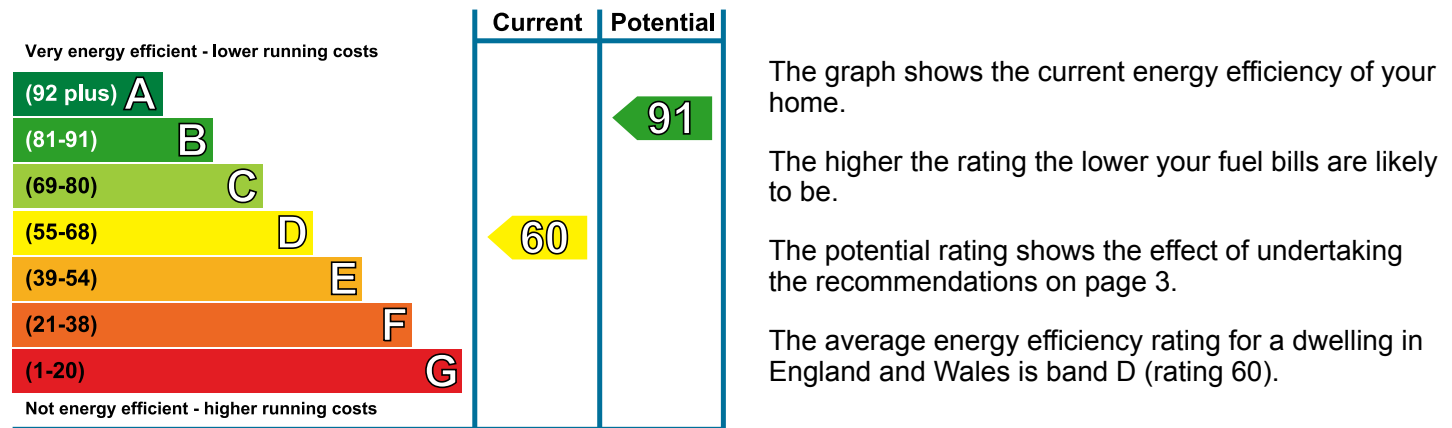 Current Potential
Very energy efficient - lower running costs
(92 plus) A
(81-91) B
(69-80) C
(55-68) D
(39-54) E
(21-38) F
(1-20) G
Not energy efficient - higher running costs
91
60
The graph shows the current energy efficiency of your
home.
The higher the rating the lower your fuel bills are likely
to be.
The potential rating shows the effect of undertaking
the recommendations on page 3.
The average energy efficiency rating for a dwelling in
England and Wales is band D (rating 60).